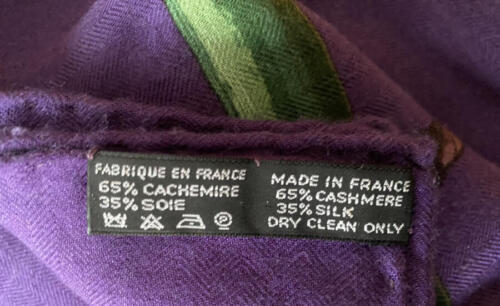 FABRIQUE EN FRANCE
65% CACHEMIRE
35% SOIE
MADE IN FRANCE
65% CASHMERE
35% SILK
DRY CLEAN ONLY